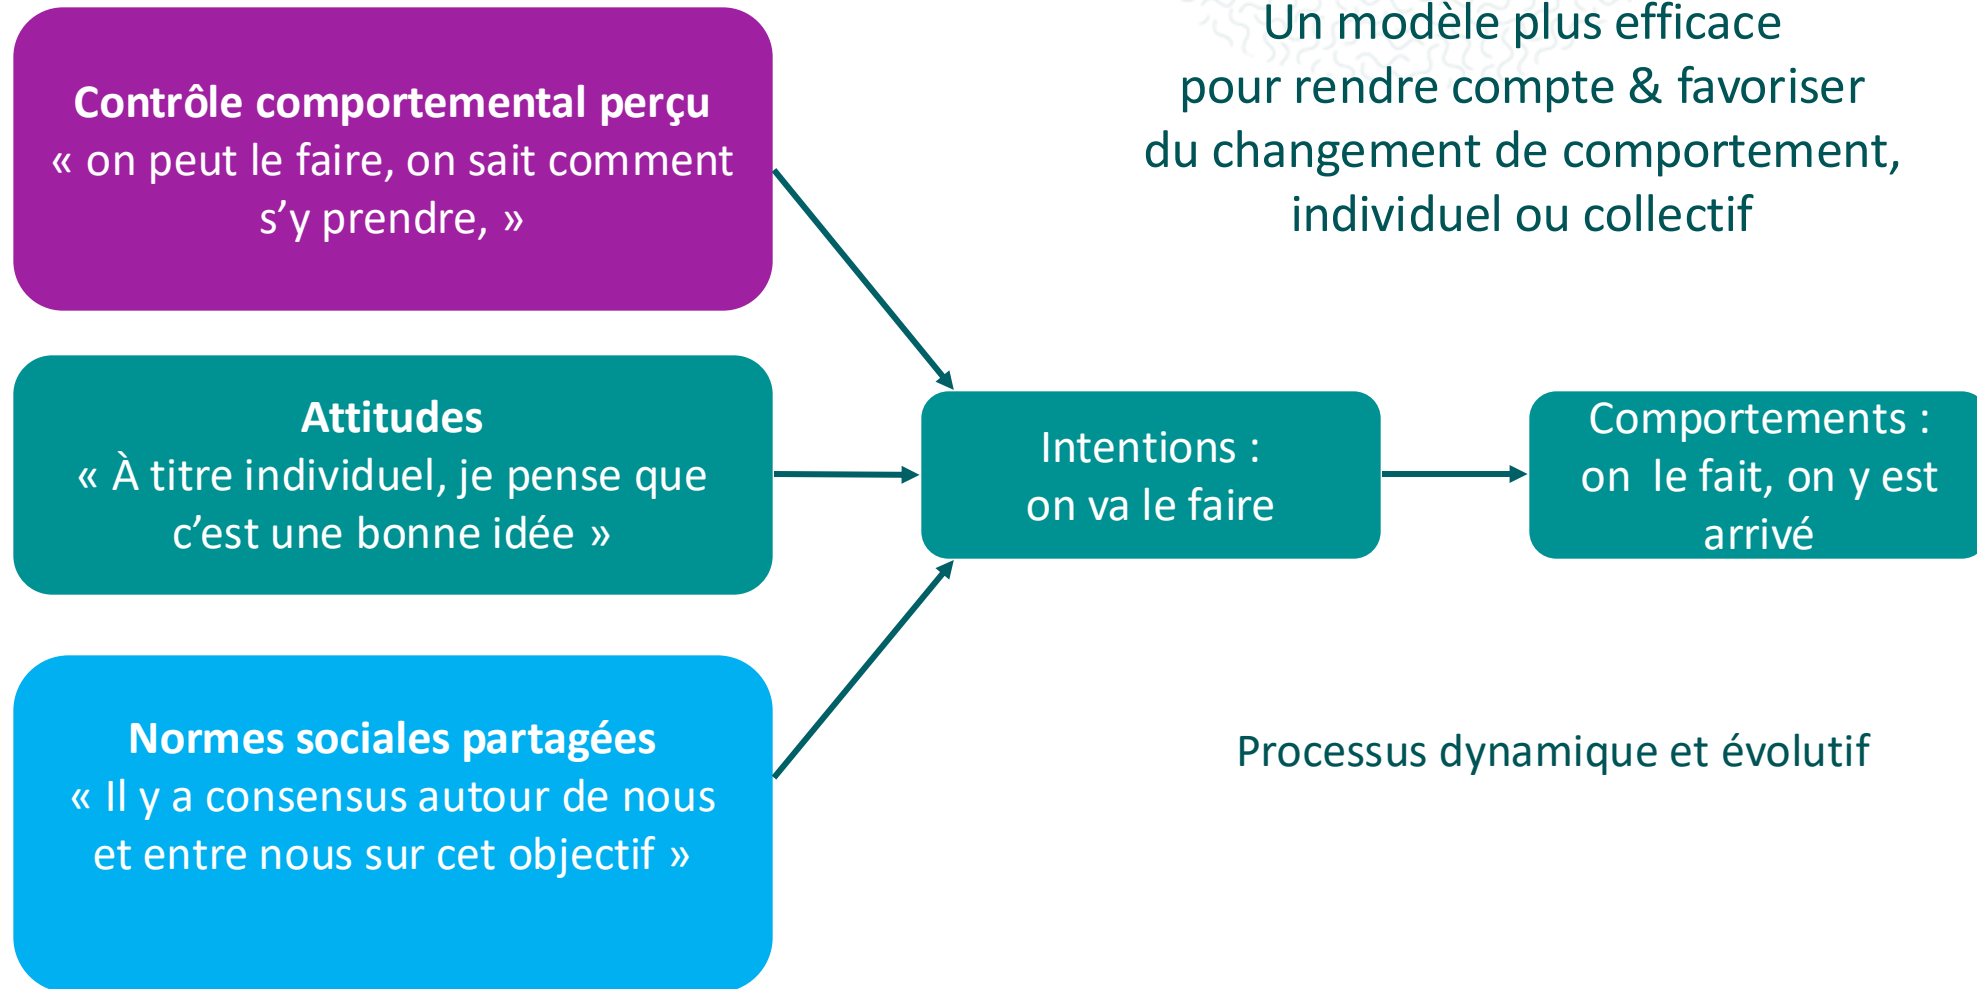 Un modèle plus efficace
pour rendre compte & favoriser
du changement de comportement,
individuel ou collectif
Contrôle comportemental perçu
« on peut le faire, on sait comment
s’y prendre, »
Attitudes
« À titre individuel, je pense que
c’est une bonne idée »
Normes sociales partagées
« Il y a consensus autour de nous
et entre nous sur cet objectif »
Intentions :
on va le faire
Comportements :
on  le fait, on y est
arrivé
Processus dynamique et évolutif